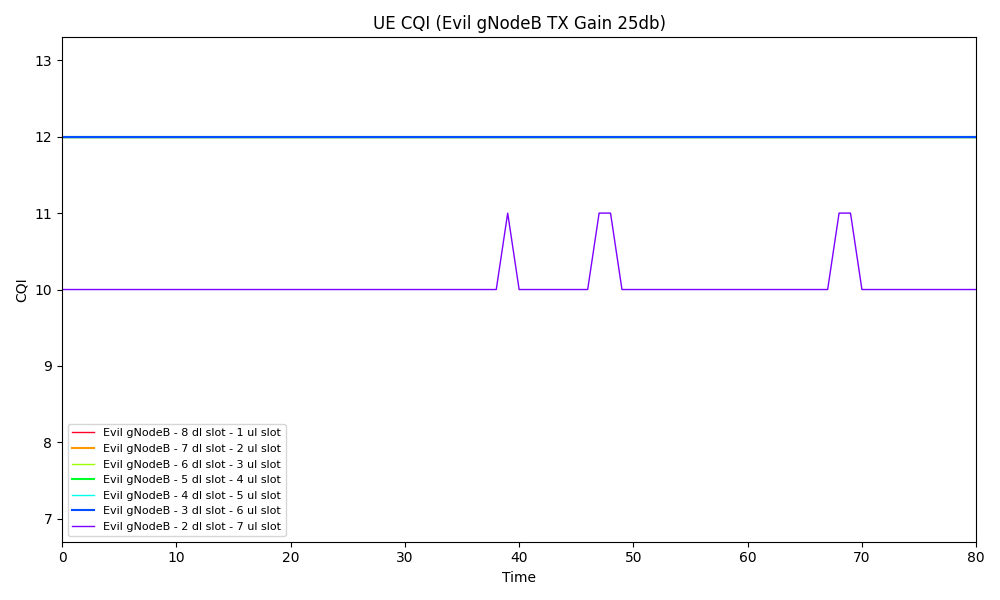 UE CQI (Evil gNodeB TX Gain 25db)
13
12
11
10
9
8
7
CQI
Evil gNodeB - 8 dl slot - 1 ul slot
Evil gNodeB - 7 dl slot - 2 ul slot
Evil gNodeB - 6 dl slot - 3 ul slot
Evil gNodeB - 5 dl slot - 4 ul slot
Evil gNodeB - 4 dl slot - 5 ul slot
Evil gNodeB - 3 dl slot - 6 ul slot
Evil gNodeB - 2 dl slot - 7 ul slot
0 10 20 30 40 50 60 70 80
Time